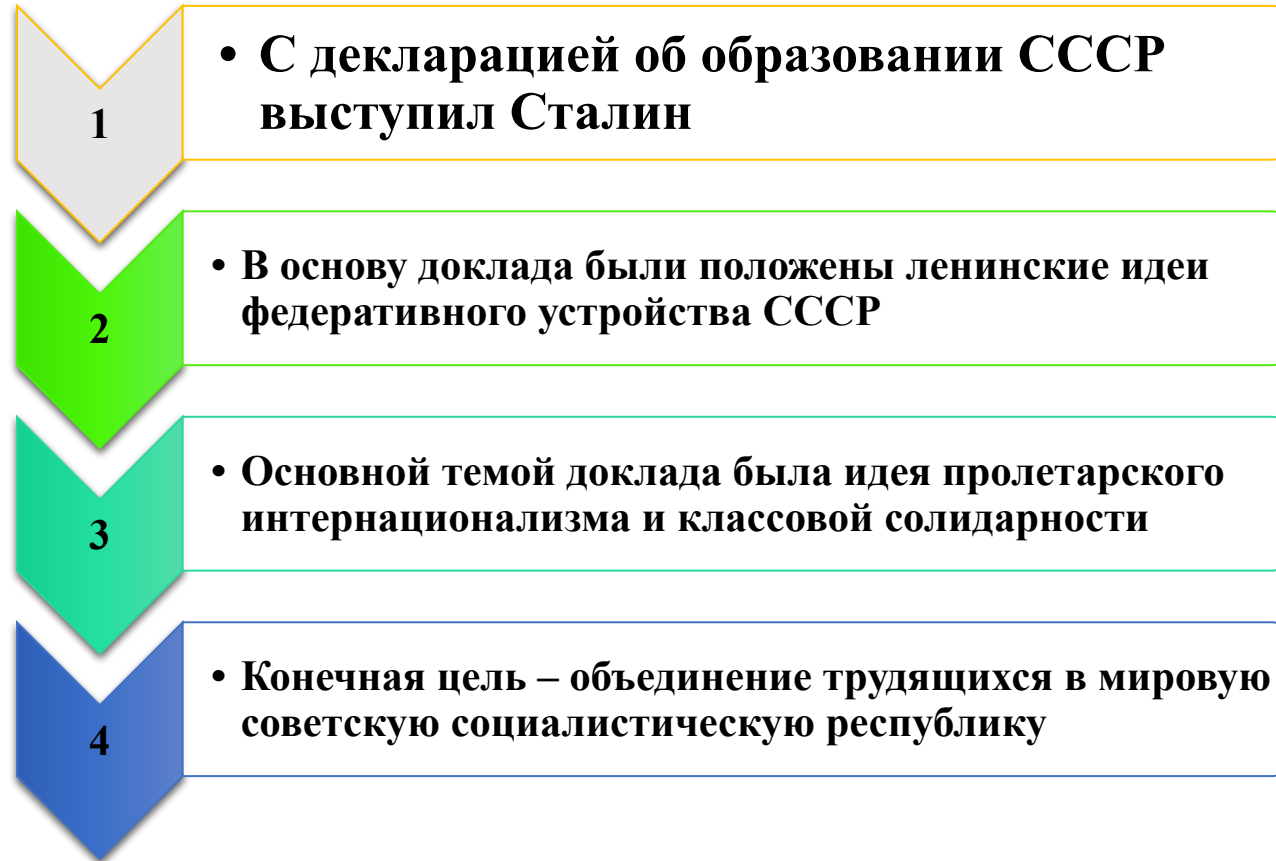 1
• С декларацией об образовании СССР
выступил Сталин
2
• В основу доклада были положены ленинские идеи
федеративного устройства СССР
3
• Основной темой доклада была идея пролетарского
интернационализма и классовой солидарности
4
• Конечная цель – объединение трудящихся в мировую
советскую социалистическую республику